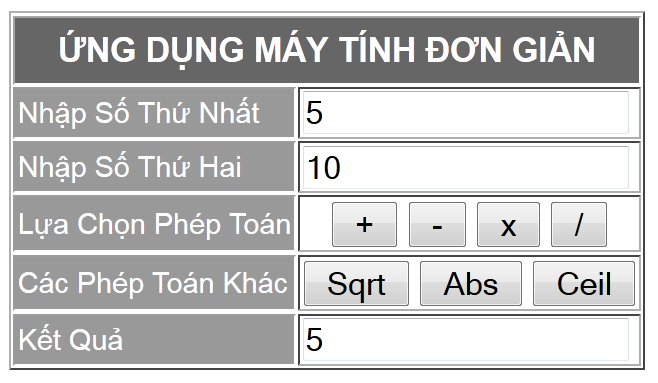 ỨNG DỤNG MÁY TÍNH ĐƠN GIẢN
Nhập Số Thứ Nhất 5
Nhập Số Thứ Hai 10
Lựa Chọn Phép Toán + - x /
Các Phép Toán Khác Sqrt Abs Ceil
Kết Quả 5